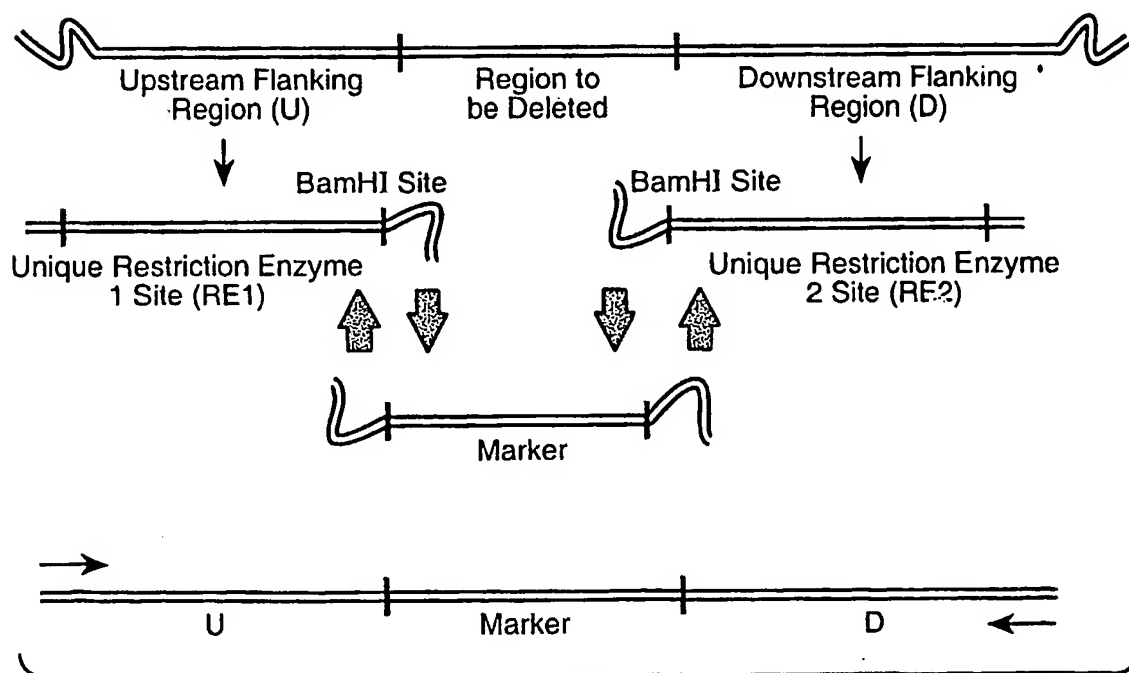 Upstream Flanking
Region (U)
Region to
be Deleted
Downstream Flanking
Region (D)
BamHI Site
BamHI Site
Unique Restriction Enzyme
1 Site (RE1)
Unique Restriction Enzyme
2 Site (RE2)
Marker
U
Marker
D